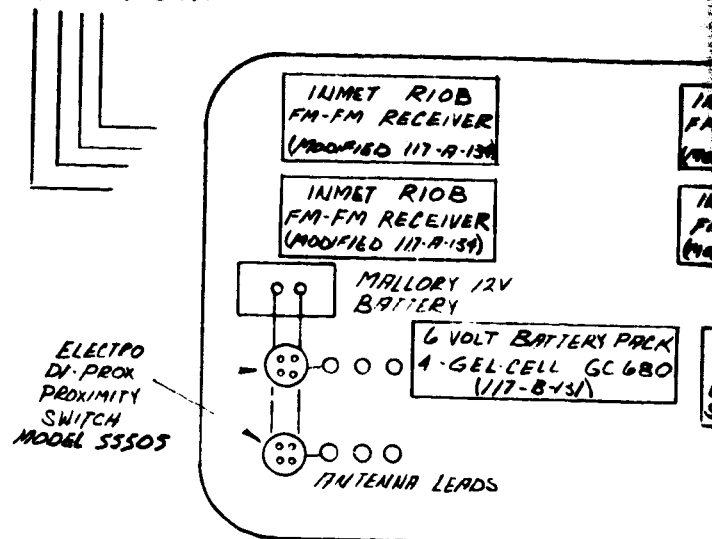 INMET R10B
FM-FM RECEIVER
(MODIFIED 117-A-134)
INMET R10B
FM-FM RECEIVER
(MODIFIED 117-A-134)
MALLORY 12V
BATTERY
6 VOLT BATTERY PACK
4-GEL-CELL GC 680
(117-B-131)
ELECTRO
DI-PROX
PROXIMITY
SWITCH
MODEL 55505
ANTENNA LEADS